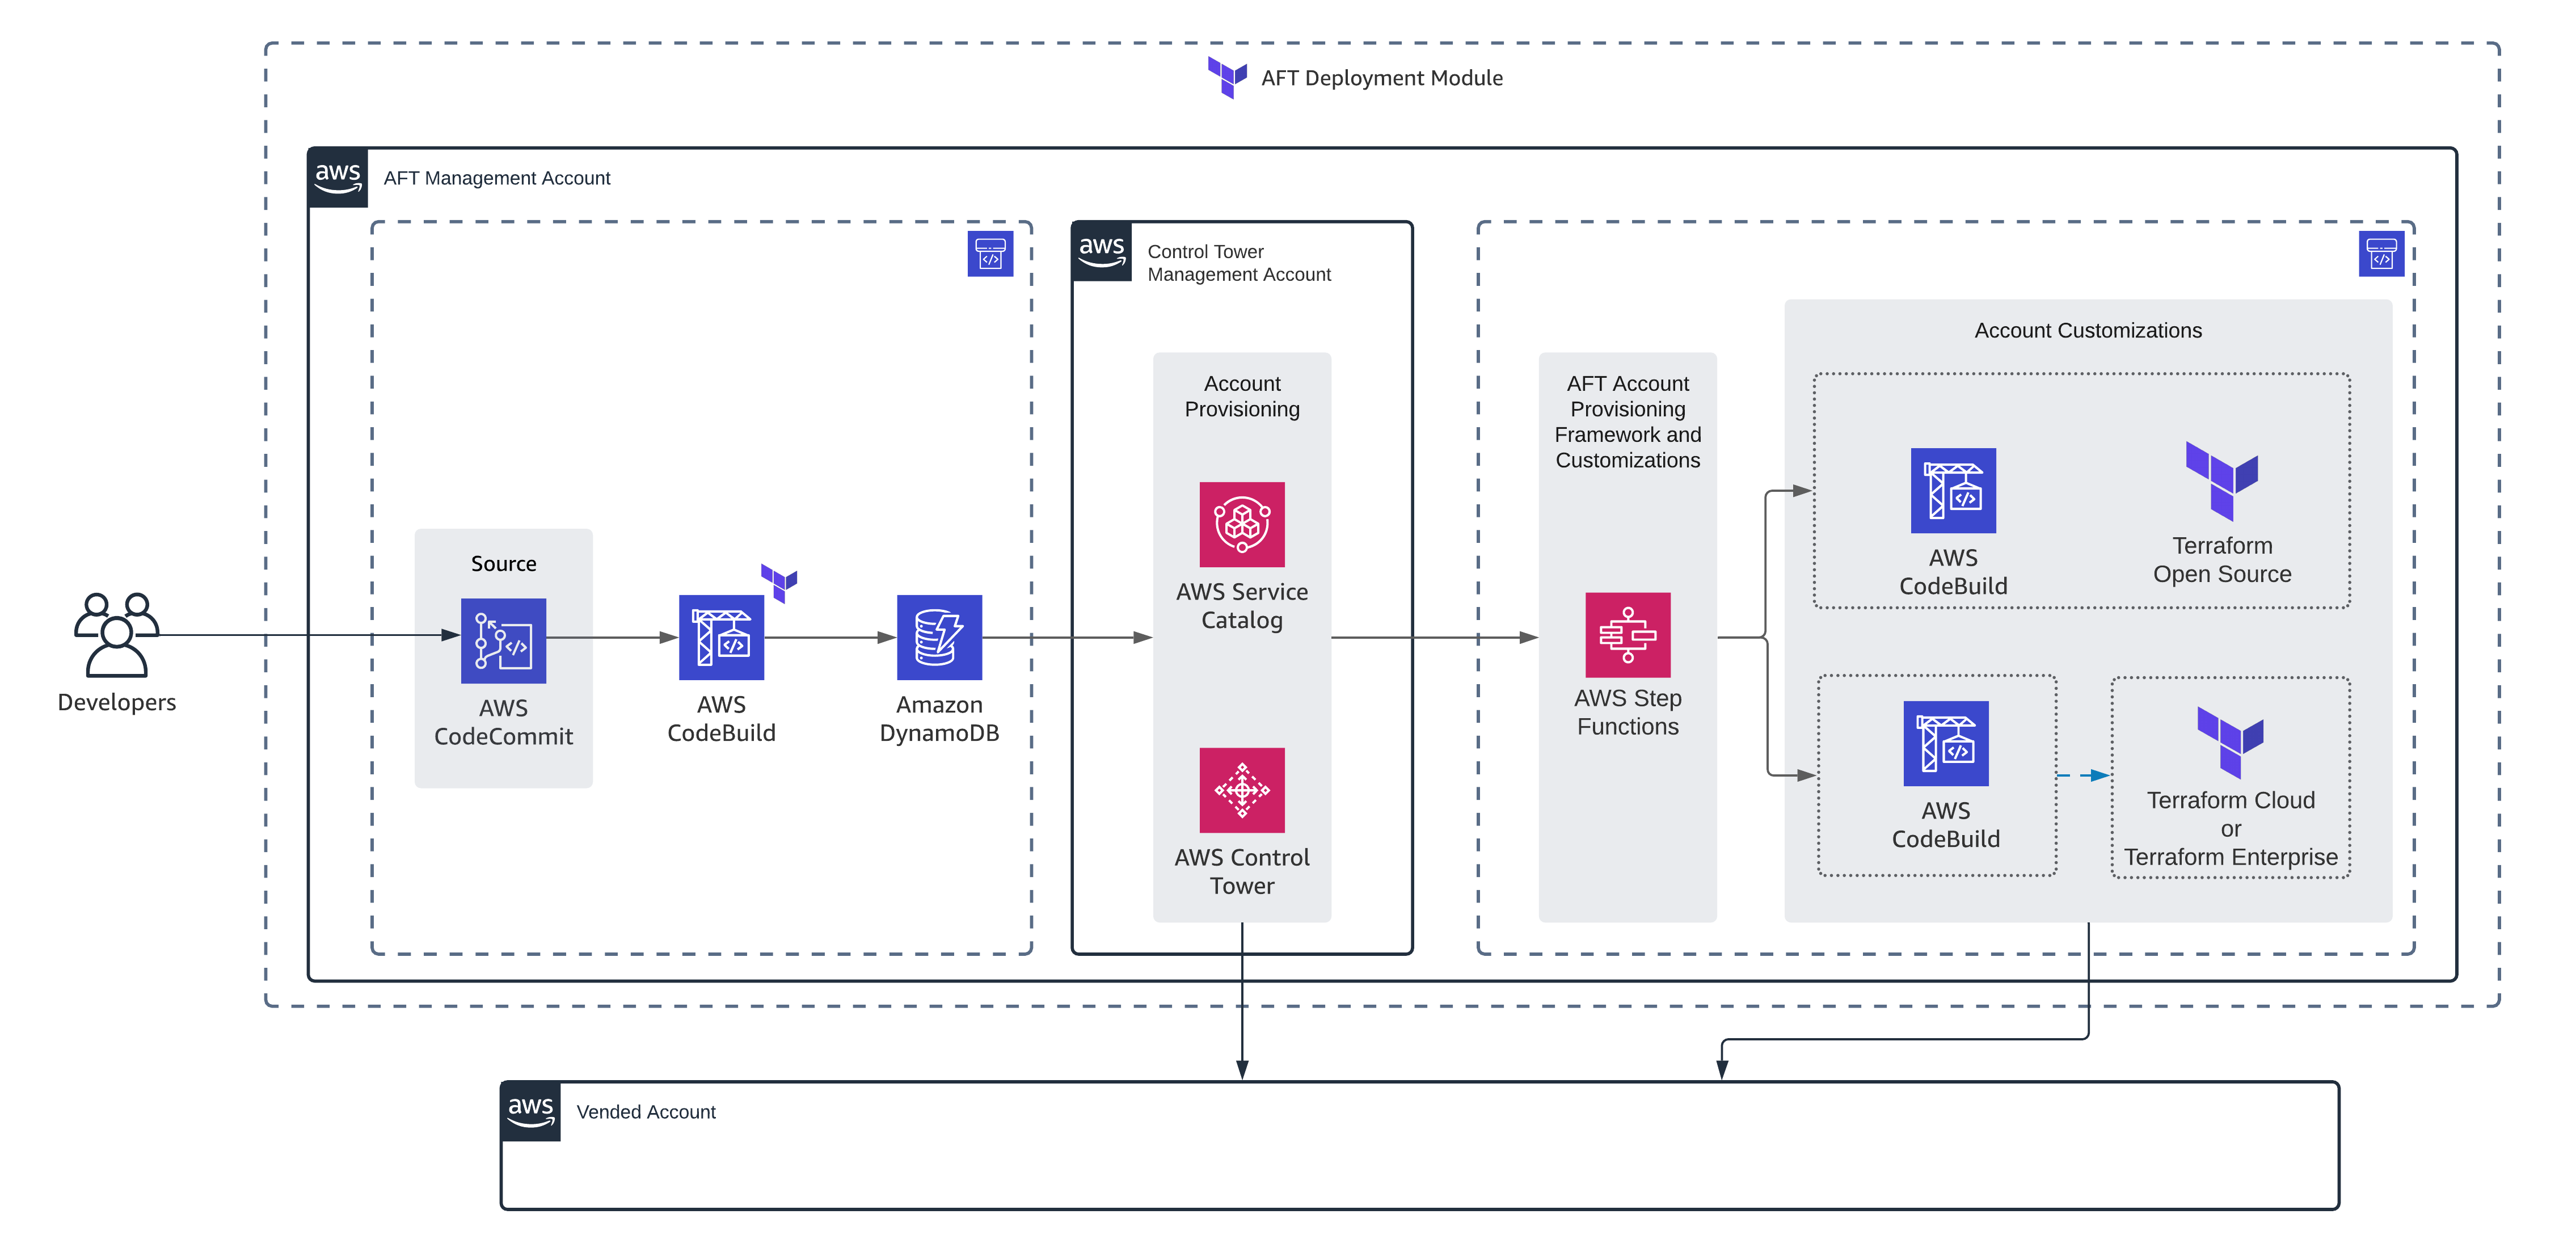 AFT Deployment Module
aws
AFT Management Account
aws
Control Tower
Management Account
Account Customizations
Account
Provisioning
AFT Account
Provisioning
Framework and
Customizations
Source
AWS
CodeCommit
AWS
CodeBuild
Amazon
DynamoDB
AWS Service
Catalog
AWS Control
Tower
AWS Step
Functions
AWS
CodeBuild
Terraform
Open Source
AWS
CodeBuild
Terraform Cloud
or
Terraform Enterprise
Developers
aws
Vended Account